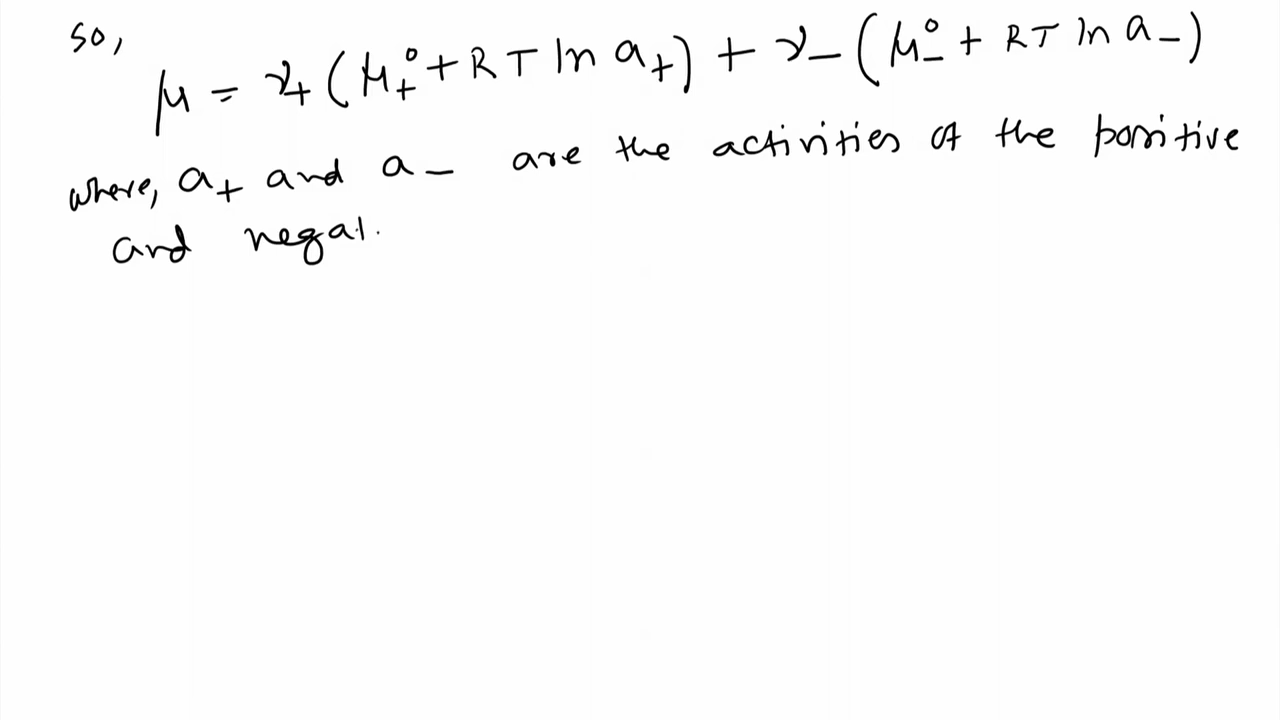 so,
μ = ν₊ (μ₊° + RT ln a₊) + ν₋ (μ₋° + RT ln a₋)
where, a₊ and a₋ are the activities of the positive
and negat